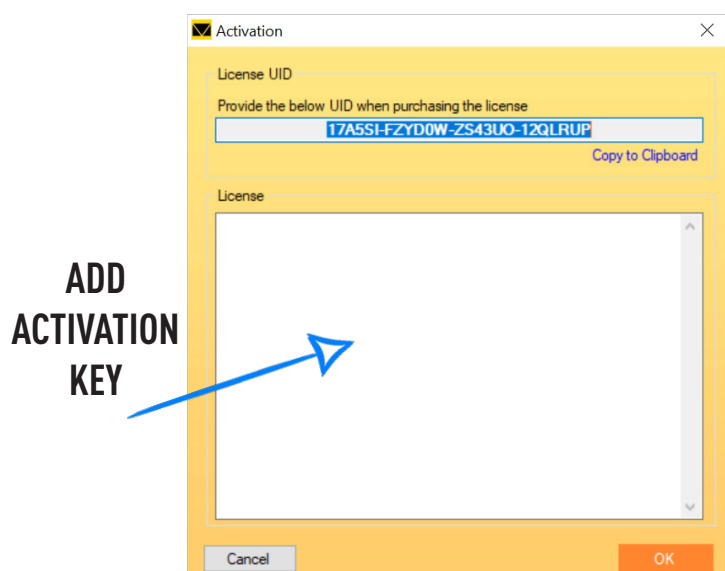 Activation
License UID
Provide the below UID when purchasing the license
17A5SI-FZYD0W-ZS43UO-12QLRUP
Copy to Clipboard
License
ADD
ACTIVATION
KEY
Cancel
OK